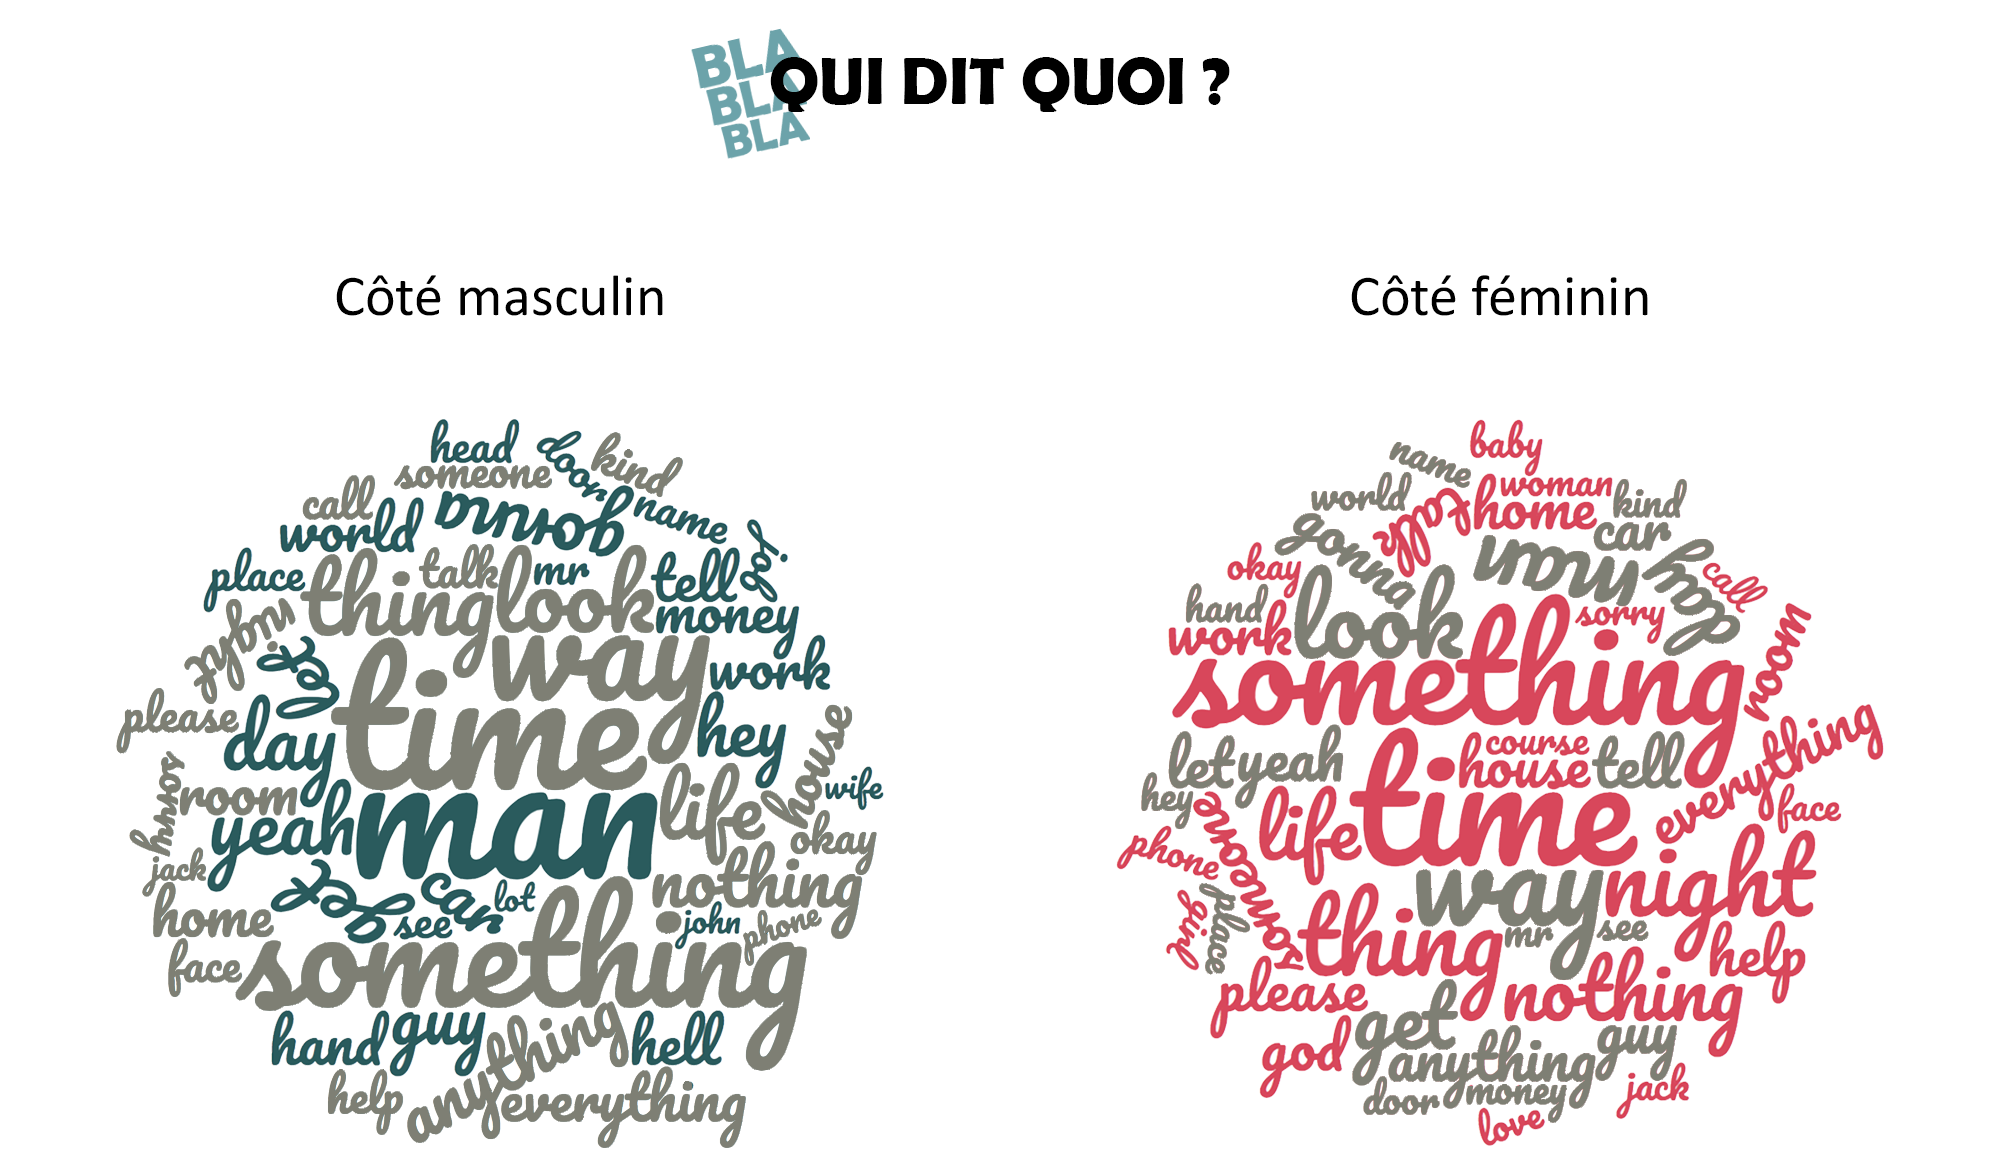 BLA
BLA
BLA
QUI DIT QUOI ?
Côté masculin
head
door
kind
someone
call
gonna
name
world
job
place
thing
talk
look
mr
tell
money
night
let
way
work
please
day
time
hey
house
sorry
room
yeah
man
life
wife
okay
jack
get
car
lot
nothing
home
see
something
john
phone
face
hand
guy
anything
hell
help
everything
Côté féminin
baby
name
world
talk
woman
home
kind
gonna
car
okay
look
man
day
call
hand
work
sorry
something
room
let
yeah
course
house
tell
everything
hey
someone
life
time
face
phone
girl
place
way
night
thing
mr
see
help
please
nothing
god
get
anything
guy
door
money
jack
love